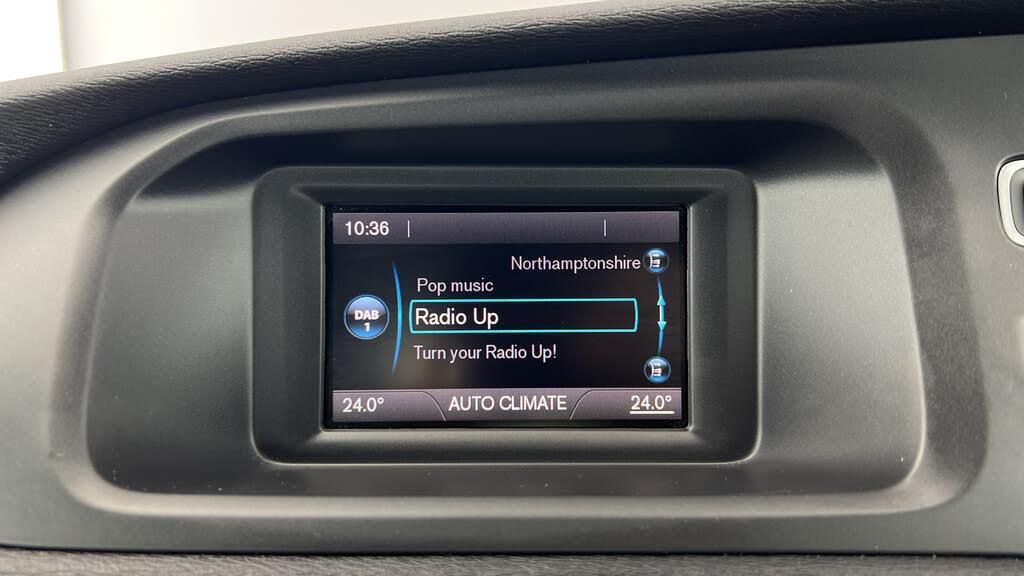 10:36
Northamptonshire
Pop music
DAB
1
Radio Up
Turn your Radio Up!
24.0° AUTO CLIMATE 24.0°